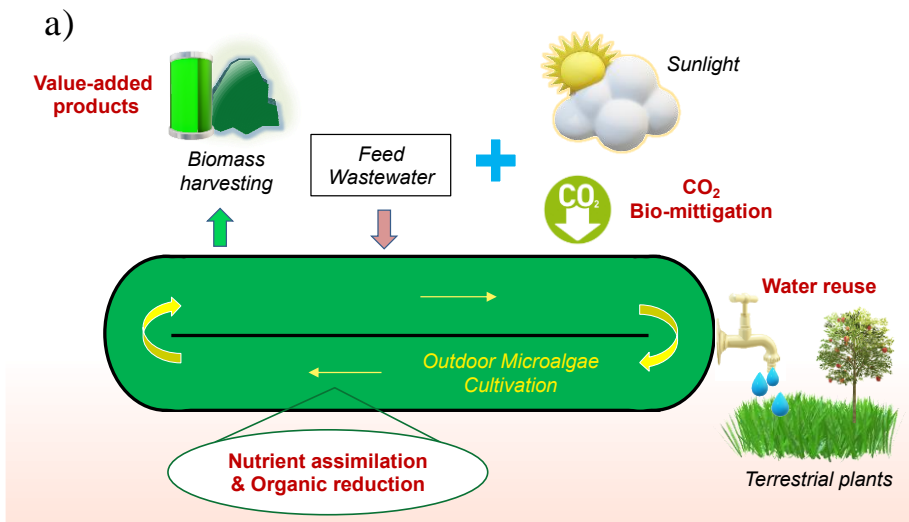 a)
Value-added
products
Biomass
harvesting
Feed
Wastewater
Sunlight
CO₂
CO₂
Bio-mittigation
Water reuse
Outdoor Microalgae
Cultivation
Nutrient assimilation
& Organic reduction
Terrestrial plants